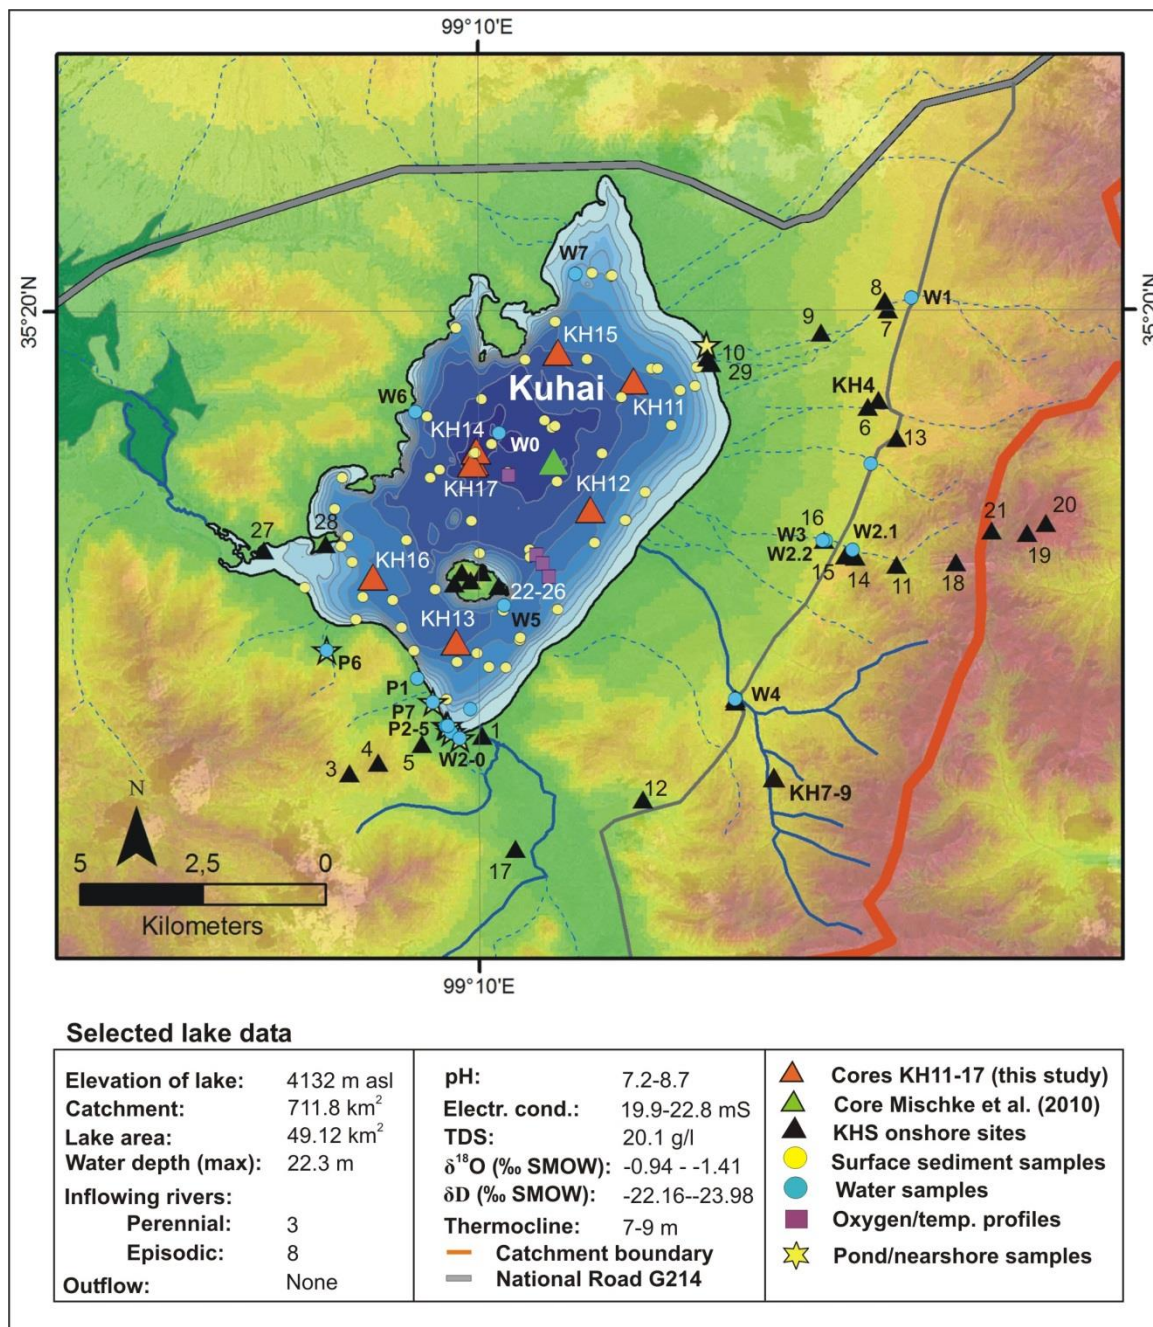 99°10'E
35°20'N
35°20'N
W7
8
W1
7
9
KH15
10
29
Kuhai
KH11
W6
KH4
6
KH14
W0
13
KH17
KH12
20
21
16
W3
W2.1
27
28
W2.2
19
KH16
15
14
11
18
22-26
W5
KH13
P6
P1
W4
P7
P2-5
1
W2-0
5
4
3
KH7-9
12
N
17
5 2,5 0
Kilometers
99°10'E
Selected lake data
Elevation of lake: 4132 m asl
Catchment: 711.8 km²
Lake area: 49.12 km²
Water depth (max): 22.3 m
Inflowing rivers:
Perennial: 3
Episodic: 8
Outflow: None
pH: 7.2-8.7
Electr. cond.: 19.9-22.8 mS
TDS: 20.1 g/l
δ¹⁸O (‰ SMOW): -0.94 - -1.41
δD (‰ SMOW): -22.16--23.98
Thermocline: 7-9 m
Catchment boundary
National Road G214
Cores KH11-17 (this study)
Core Mischke et al. (2010)
KHS onshore sites
Surface sediment samples
Water samples
Oxygen/temp. profiles
Pond/nearshore samples